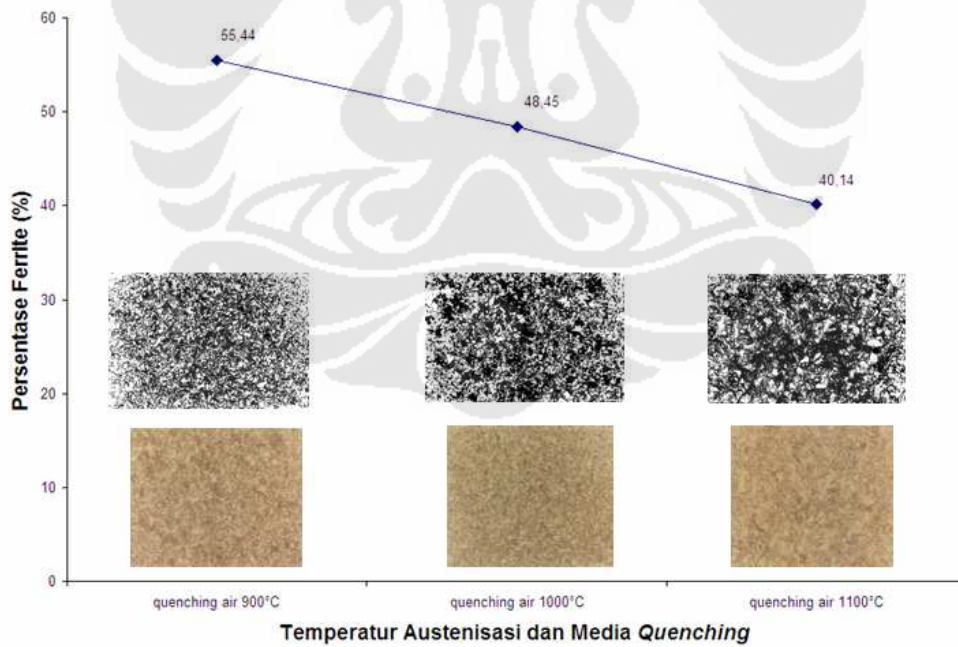 60
50
40
30
20
10
0
Persentase Ferrite (%)
55,44
48,45
40,14
quenching air 900°C
quenching air 1000°C
quenching air 1100°C
Temperatur Austenisasi dan Media Quenching